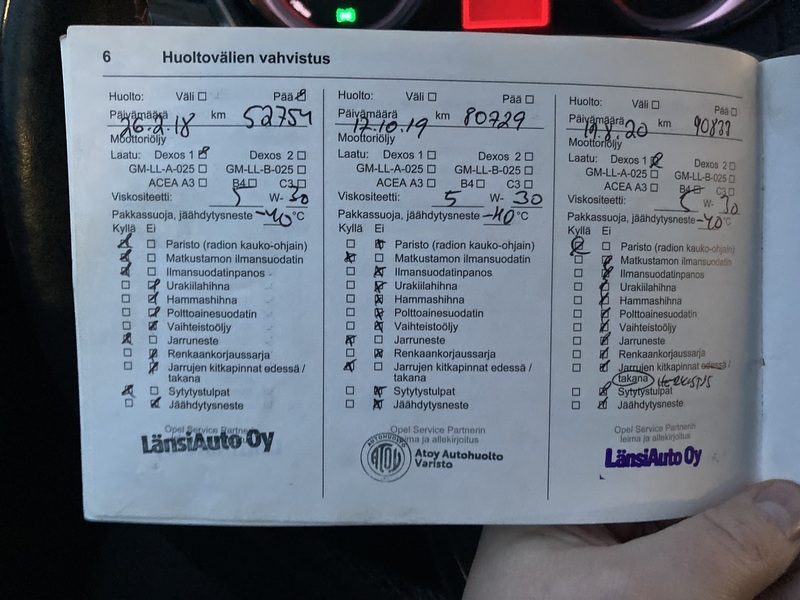 6 Huoltovälien vahvistus
Huolto: Väli Pää
Päivämäärä 26.2.18 km 52754
Moottoriöljy
Laatu: Dexos 1 Dexos 2
GM-LL-A-025 GM-LL-B-025
ACEA A3 B4 C3
Viskositeetti: 5 W- 30
Pakkassuoja, jäähdytysneste -40 °C
Kyllä Ei
Paristo (radion kauko-ohjain)
Matkustamon ilmansuodatin
Ilmansuodatinpanos
Urakiilahihna
Hammashihna
Polttoainesuodatin
Vaihteistoöljy
Jarruneste
Renkaankorjaussarja
Jarrujen kitkapinnat edessä /
takana
Sytytystulpat
Jäähdytysneste
Opel Service Partnerin
LänsiAuto Oy
Huolto: Väli Pää
Päivämäärä 17.10.19 km 80729
Moottoriöljy
Laatu: Dexos 1 Dexos 2
GM-LL-A-025 GM-LL-B-025
ACEA A3 B4 C3
Viskositeetti: 5 W- 30
Pakkassuoja, jäähdytysneste -40 °C
Kyllä Ei
Paristo (radion kauko-ohjain)
Matkustamon ilmansuodatin
Ilmansuodatinpanos
Urakiilahihna
Hammashihna
Polttoainesuodatin
Vaihteistoöljy
Jarruneste
Renkaankorjaussarja
Jarrujen kitkapinnat edessä /
takana
Sytytystulpat
Jäähdytysneste
Opel Service Partnerin
leima ja allekirjoitus
AUTOHUOLTO
ATOY
Atoy Autohuolto
Varisto
Huolto: Väli Pää
Päivämäärä 19.8.20 km
Moottoriöljy
Laatu: Dexos 1 Dexos 2
GM-LL-A-025 GM-LL-B-025
ACEA A3 B4 C3
Viskositeetti: 5 W- 30
Pakkassuoja, jäähdytysneste -40 °C
Kyllä Ei
Paristo (radion kauko-ohjain)
Matkustamon ilmansuodatin
Ilmansuodatinpanos
Urakiilahihna
Hammashihna
Polttoainesuodatin
Vaihteistoöljy
Jarruneste
Renkaankorjaussarja
Jarrujen kitkapinnat edessä /
takana HERKISTYS
Sytytystulpat
Jäähdytysneste
Opel Service Partnerin
leima ja allekirjoitus
LänsiAuto Oy